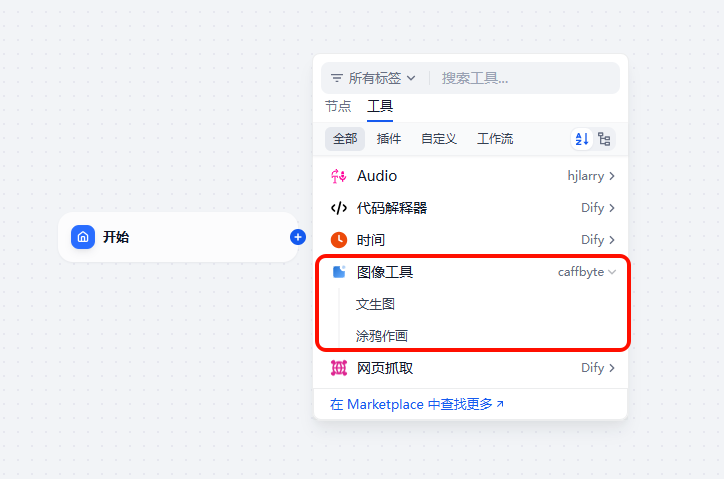 所有标签 搜索工具...
节点 工具
全部 插件 自定义 工作流
Audio hjlarry
代码解释器 Dify
开始
时间 Dify
图像工具 caffbyte
文生图
涂鸦作画
网页抓取 Dify
在 Marketplace 中查找更多